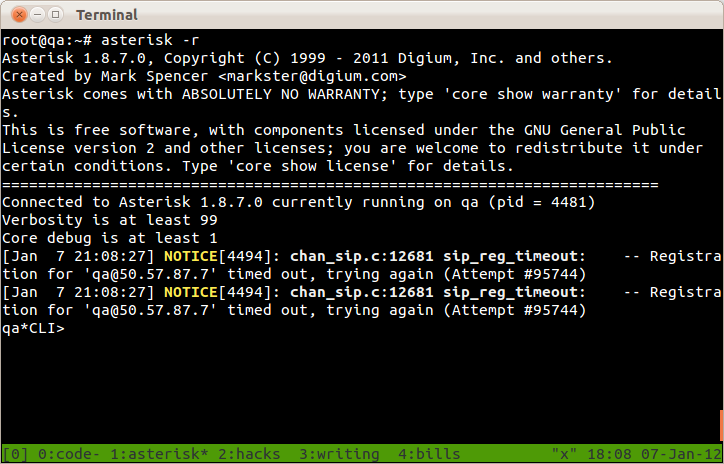 Terminal
root@qa:~# asterisk -r
Asterisk 1.8.7.0, Copyright (C) 1999 - 2011 Digium, Inc. and others.
Created by Mark Spencer <markster@digium.com>
Asterisk comes with ABSOLUTELY NO WARRANTY; type 'core show warranty' for detail
s.
This is free software, with components licensed under the GNU General Public
License version 2 and other licenses; you are welcome to redistribute it under
certain conditions. Type 'core show license' for details.
=========================================================================
Connected to Asterisk 1.8.7.0 currently running on qa (pid = 4481)
Verbosity is at least 99
Core debug is at least 1
[Jan  7 21:08:27] NOTICE[4494]: chan_sip.c:12681 sip_reg_timeout:    -- Registra
tion for 'qa@50.57.87.7' timed out, trying again (Attempt #95744)
[Jan  7 21:08:27] NOTICE[4494]: chan_sip.c:12681 sip_reg_timeout:    -- Registra
tion for 'qa@50.57.87.7' timed out, trying again (Attempt #95744)
qa*CLI>
[0] 0:code- 1:asterisk* 2:hacks  3:writing  4:bills          "x" 18:08 07-Jan-12